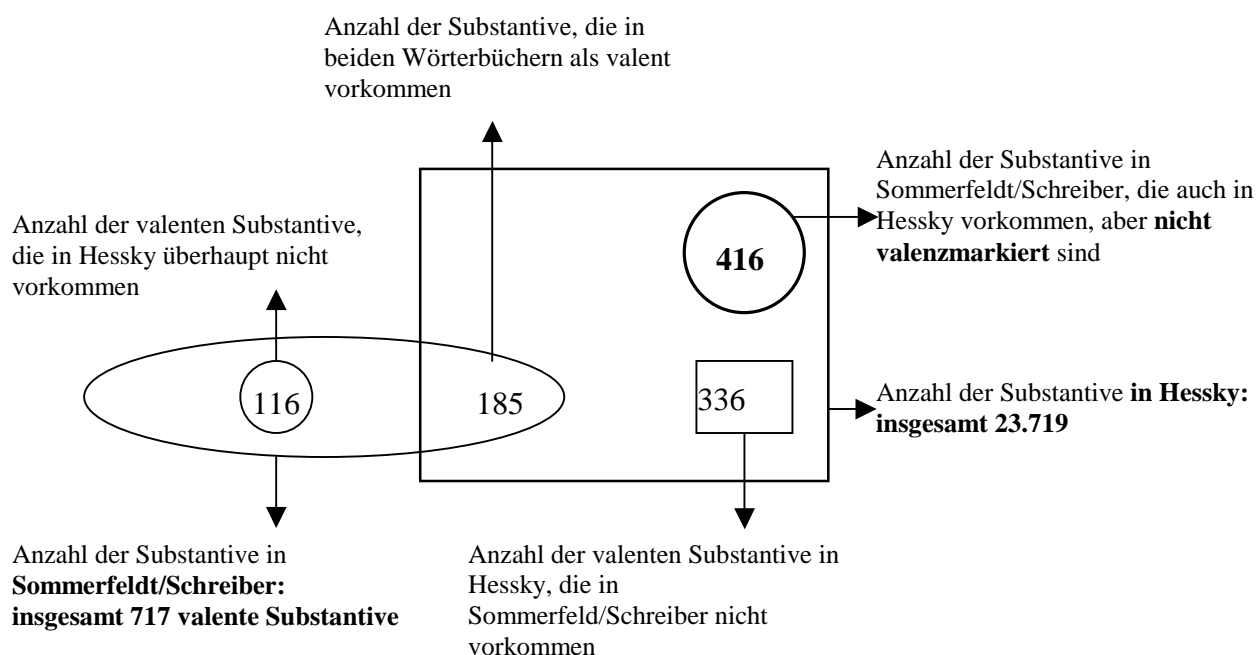 Anzahl der Substantive, die in
beiden Wörterbüchern als valent
vorkommen
Anzahl der Substantive in
Sommerfeldt/Schreiber, die auch in
Hessky vorkommen, aber nicht
valenzmarkiert sind
Anzahl der valenten Substantive,
die in Hessky überhaupt nicht
vorkommen
416
116
185
336
Anzahl der Substantive in Hessky:
insgesamt 23.719
Anzahl der Substantive in
Sommerfeldt/Schreiber:
insgesamt 717 valente Substantive
Anzahl der valenten Substantive in
Hessky, die in
Sommerfeld/Schreiber nicht
vorkommen